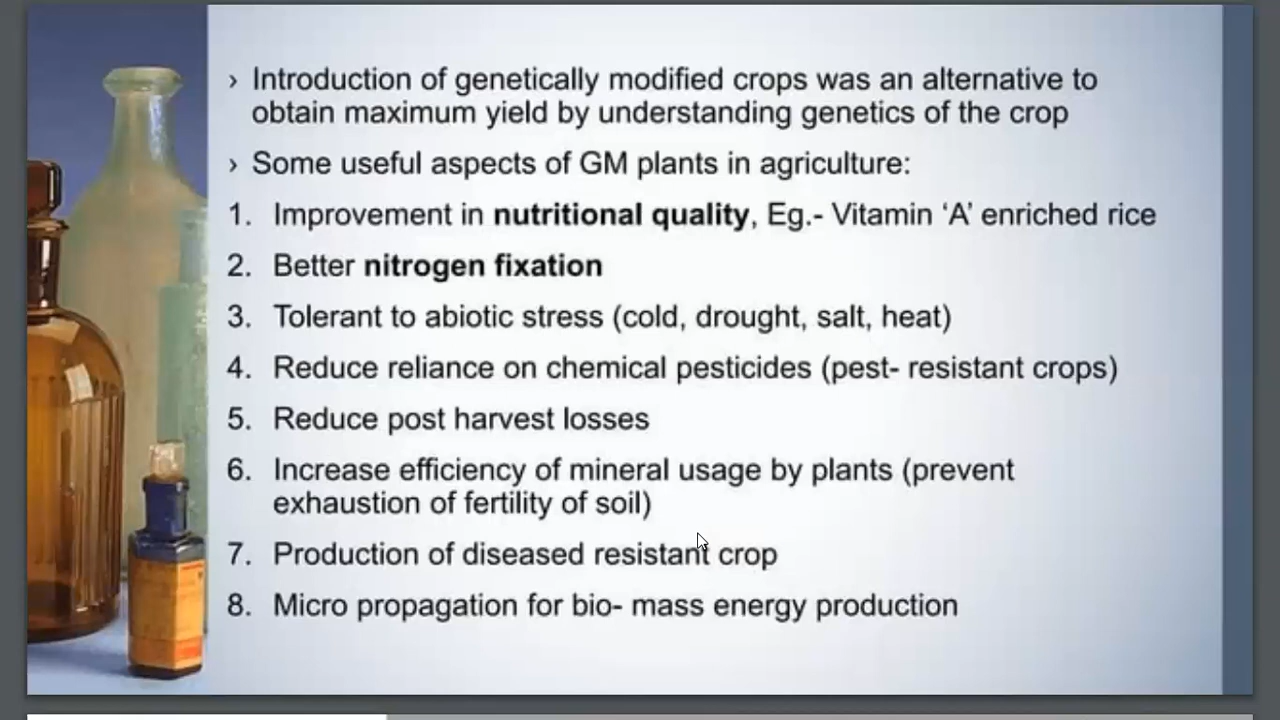 › Introduction of genetically modified crops was an alternative to
obtain maximum yield by understanding genetics of the crop
› Some useful aspects of GM plants in agriculture:
1. Improvement in nutritional quality, Eg.- Vitamin ‘A’ enriched rice
2. Better nitrogen fixation
3. Tolerant to abiotic stress (cold, drought, salt, heat)
4. Reduce reliance on chemical pesticides (pest- resistant crops)
5. Reduce post harvest losses
6. Increase efficiency of mineral usage by plants (prevent
exhaustion of fertility of soil)
7. Production of diseased resistant crop
8. Micro propagation for bio- mass energy production